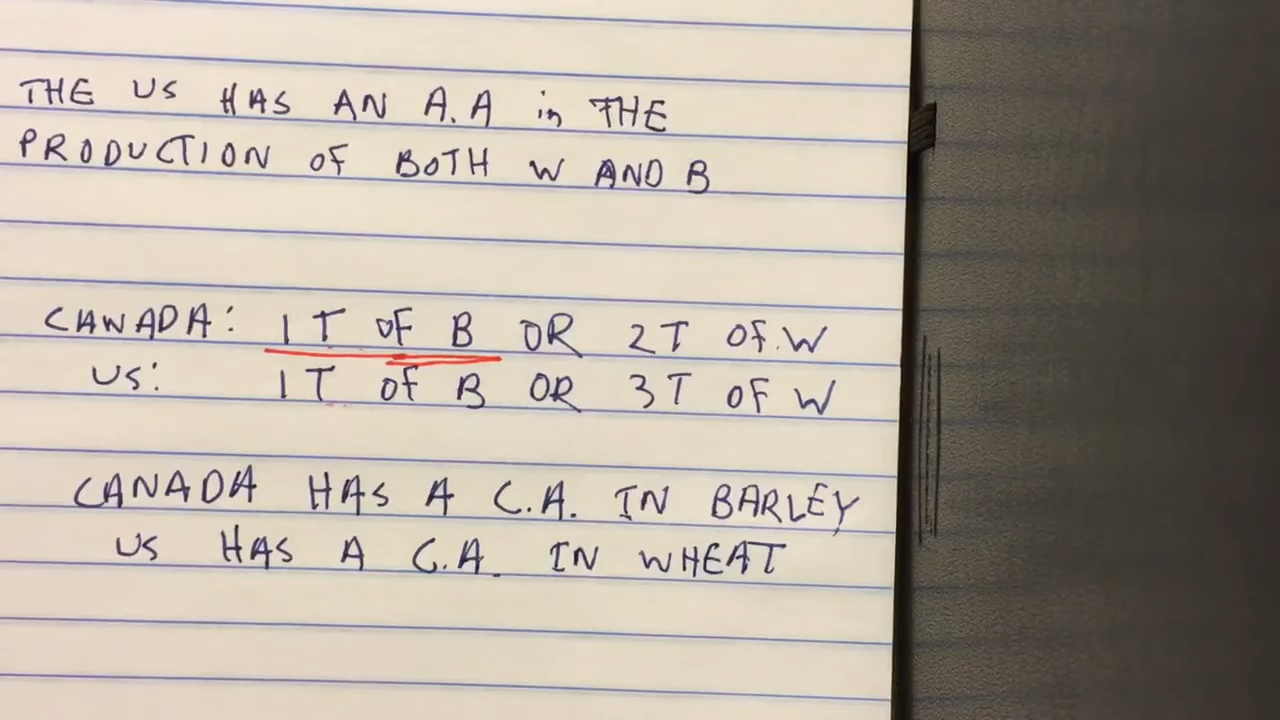 THE US HAS AN A.A in THE
PRODUCTION OF BOTH W AND B
CANADA: 1 T OF B OR 2T OF W
US: 1T of B OR 3T OF W
CANADA HAS A C.A. IN BARLEY
US HAS A C.A. IN WHEAT